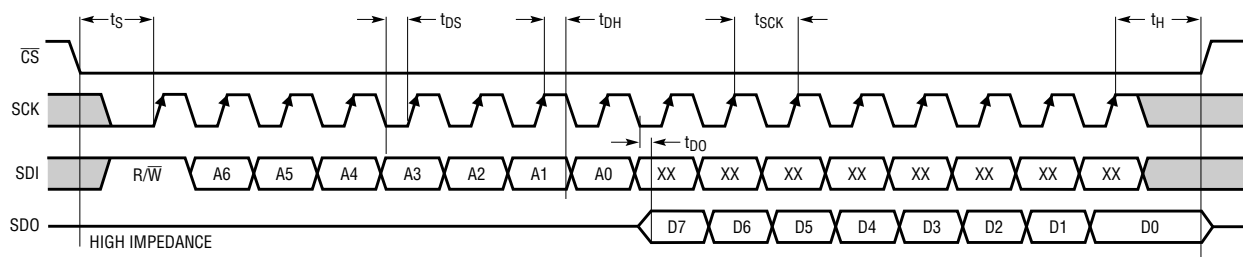 tS tDS tDH tSCK tH
CS
SCK
tDO
SDI R/W A6 A5 A4 A3 A2 A1 A0 XX XX XX XX XX XX XX XX
SDO D7 D6 D5 D4 D3 D2 D1 D0
HIGH IMPEDANCE